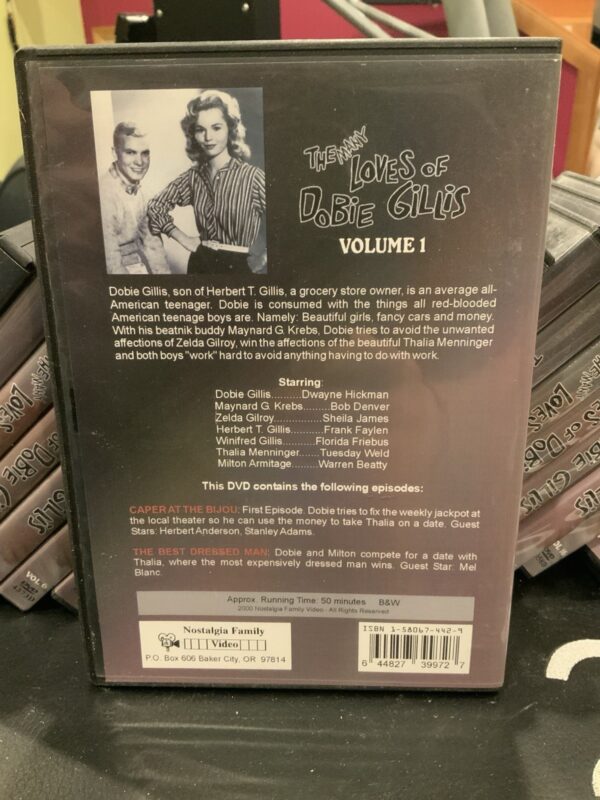 THE MANY
LOVES OF
DOBIE GILLIS
VOLUME 1
Dobie Gillis, son of Herbert T. Gillis, a grocery store owner, is an average all-
American teenager. Dobie is consumed with the things all red-blooded
American teenage boys are. Namely: Beautiful girls, fancy cars and money.
With his beatnik buddy Maynard G. Krebs, Dobie tries to avoid the unwanted
affections of Zelda Gilroy, win the affections of the beautiful Thalia Menninger
and both boys "work" hard to avoid anything having to do with work.
Starring:
Dobie Gillis..........Dwayne Hickman
Maynard G. Krebs.........Bob Denver
Zelda Gilroy................Sheila James
Herbert T. Gillis...........Frank Faylen
Winifred Gillis..........Florida Friebus
Thalia Menninger.......Tuesday Weld
Milton Armitage........Warren Beatty
This DVD contains the following episodes:
CAPER AT THE BIJOU: First Episode. Dobie tries to fix the weekly jackpot at
the local theater so he can use the money to take Thalia on a date. Guest
Stars: Herbert Anderson, Stanley Adams.
THE BEST DRESSED MAN: Dobie and Milton compete for a date with
Thalia, where the most expensively dressed man wins. Guest Star: Mel
Blanc.
Approx. Running Time: 50 minutes B&W
2000 Nostalgia Family Video - All Rights Reserved
Nostalgia Family
Video
P.O. Box 606 Baker City, OR 97814
ISBN 1-58067-442-9
6 44827 39972 7
THE MANY
LOVES OF
DOBIE GILLIS
VOL. 6
LOVES OF DOBIE GILLIS